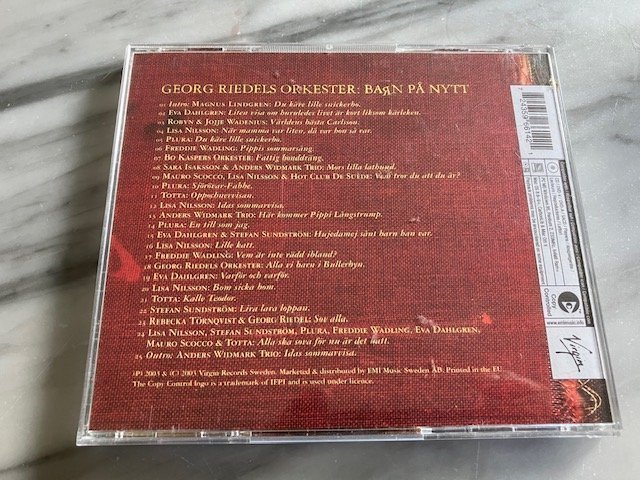 GEORG RIEDELS ORKESTER: BARN PÅ NYTT
01 Intro: MAGNUS LINDGREN: Du käre lille snickerbo.
02 EVA DAHLGREN: Liten visa om huruledes livet är kort liksom kärleken.
03 ROBYN & JOJJE WADENIUS: Världens bästa Carlsson.
04 LISA NILSSON: När mamma var liten, då var hon så var.
05 PLURA: Du käre lille snickerbo.
06 FREDDIE WADLING: Pippis sommarsång.
07 BO KASPERS ORKESTER: Fattig bonddräng.
08 SARA ISAKSSON & ANDERS WIDMARK TRIO: Mors lilla lathund.
09 MAURO SCOCCO, LISA NILSSON & HOT CLUB DE SUÈDE: Vem tror du att du är?
10 PLURA: Sjörövar-Fabbe.
11 TOTTA: Oppochnervisan.
12 LISA NILSSON: Idas sommarvisa.
13 ANDERS WIDMARK TRIO: Här kommer Pippi Långstrump.
14 PLURA: En till som jag.
15 EVA DAHLGREN & STEFAN SUNDSTRÖM: Hujedamej sånt barn han var.
16 LISA NILSSON: Lille katt.
17 FREDDIE WADLING: Vem är inte rädd ibland?
18 GEORG RIEDELS ORKESTER: Alla vi barn i Bullerbyn.
19 EVA DAHLGREN: Varför och varför.
20 LISA NILSSON: Bom sicka bom.
21 TOTTA: Kalle Teodor.
22 STEFAN SUNDSTRÖM: Lira lara loppan.
23 REBECKA TÖRNQVIST & GEORG RIEDEL: Sov alla.
24 LISA NILSSON, STEFAN SUNDSTRÖM, PLURA, FREDDIE WADLING, EVA DAHLGREN,
MAURO SCOCCO & TOTTA: Alla ska sova för nu är det natt.
25 Outro: ANDERS WIDMARK TRIO: Idas sommarvisa.
(P) 2003 & (C) 2003 Virgin Records Sweden. Marketed & distributed by EMI Music Sweden AB. Printed in the EU.
The Copy Control logo is a trademark of IFPI and is used under licence.
Copy
Controlled
www.emimusic.info
Virgin